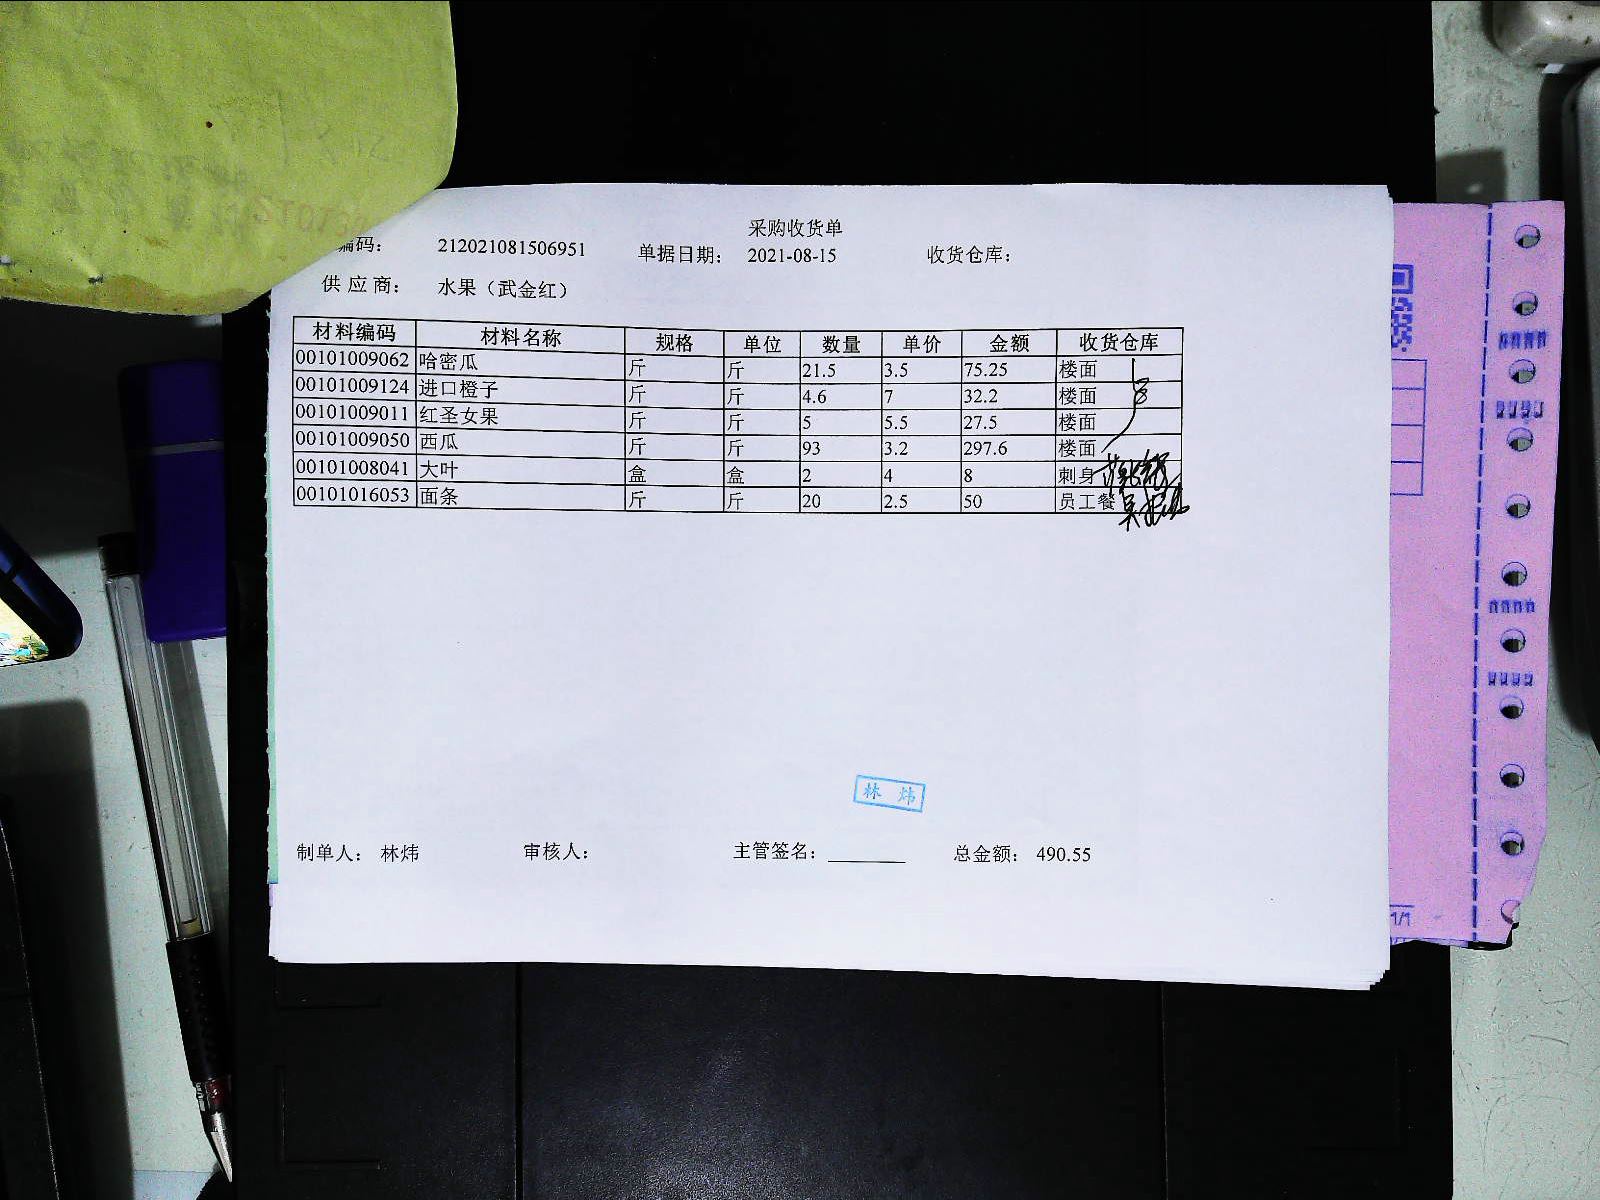 采购收货单
编码： 212021081506951 单据日期： 2021-08-15 收货仓库：
供应商： 水果（武金红）
材料编码 材料名称 规格 单位 数量 单价 金额 收货仓库
00101009062 哈密瓜 斤 斤 21.5 3.5 75.25 楼面
00101009124 进口橙子 斤 斤 4.6 7 32.2 楼面
00101009011 红圣女果 斤 斤 5 5.5 27.5 楼面
00101009050 西瓜 斤 斤 93 3.2 297.6 楼面
00101008041 大叶 盒 盒 2 4 8 刺身
00101016053 面条 斤 斤 20 2.5 50 员工餐
林炜
制单人： 林炜 审核人： 主管签名： 总金额： 490.55
1/1